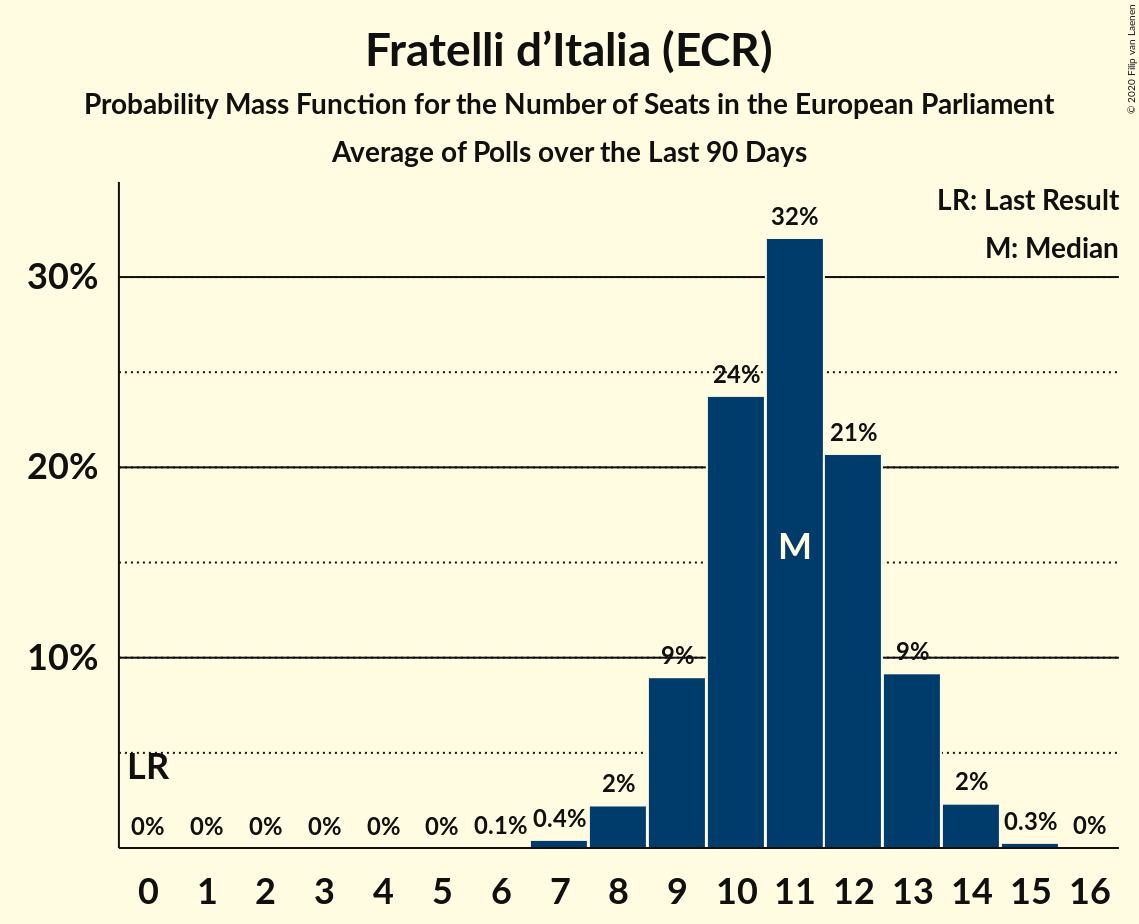 Fratelli d’Italia (ECR)
Probability Mass Function for the Number of Seats in the European Parliament
Average of Polls over the Last 90 Days
© 2020 Filip van Laenen
LR: Last Result
M: Median
32%
30%
24%
21%
20%
M
10%
9%
9%
LR
2%
2%
0% 0% 0% 0% 0% 0% 0.1% 0.4% 0.3% 0%
0 1 2 3 4 5 6 7 8 9 10 11 12 13 14 15 16